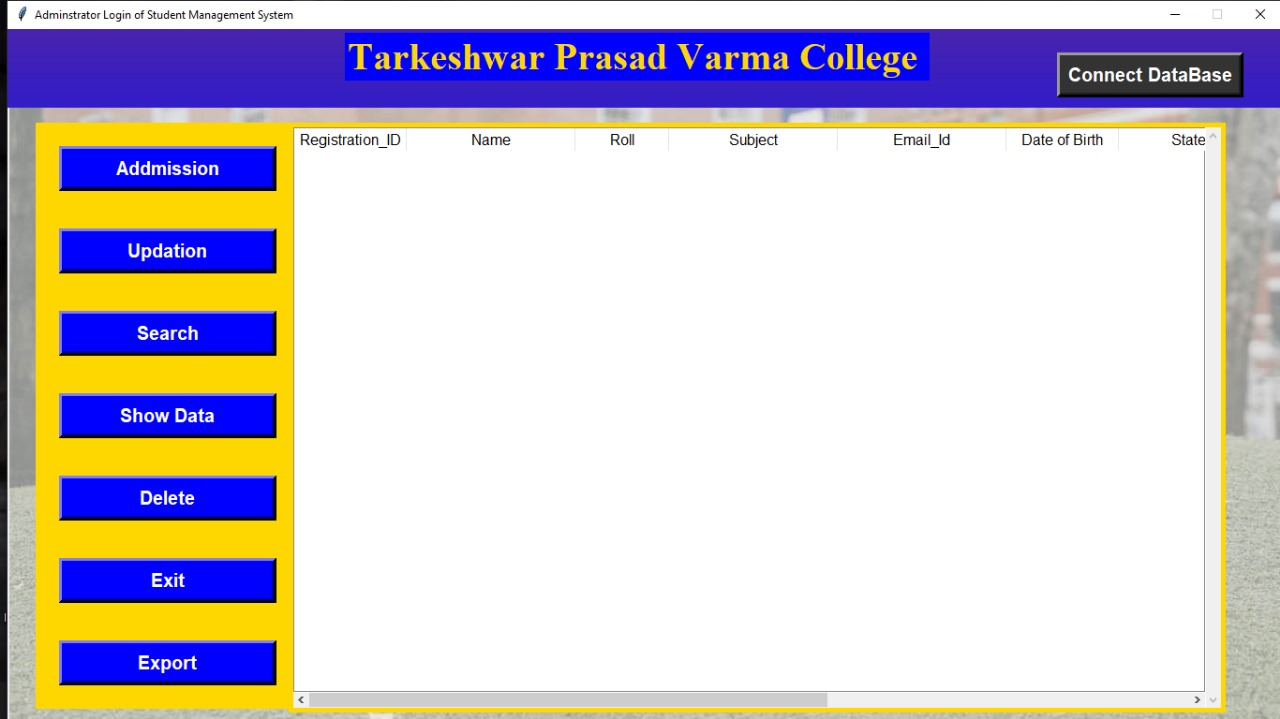 Adminstrator Login of Student Management System
Tarkeshwar Prasad Varma College
Connect DataBase
Registration_ID Name Roll Subject Email_Id Date of Birth State
Addmission
Updation
Search
Show Data
Delete
Exit
Export